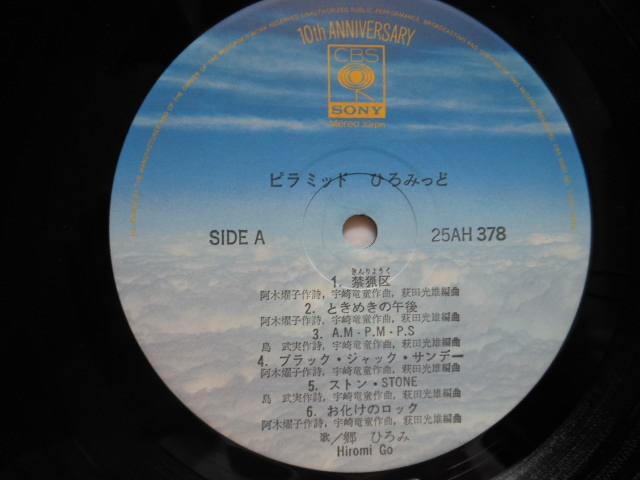 10th ANNIVERSARY
CBS
SONY
Stereo 33rpm
ピラミッド ひろみっど
SIDE A
25AH 378
きんりょうく
1. 禁猟区
阿木燿子作詩, 宇崎竜童作曲, 萩田光雄編曲
2. ときめきの午後
阿木燿子作詩, 宇崎竜童作曲, 萩田光雄編曲
3. A.M - P.M - P.S
島 武実作詩, 宇崎竜童作曲, 萩田光雄編曲
4. ブラック・ジャック・サンデー
阿木燿子作詩, 宇崎竜童作曲, 萩田光雄編曲
5. ストン・STONE
島 武実作詩, 宇崎竜童作曲, 萩田光雄編曲
6. お化けのロック
阿木燿子作詩, 宇崎竜童作曲, 萩田光雄編曲
歌/郷 ひろみ
Hiromi Go